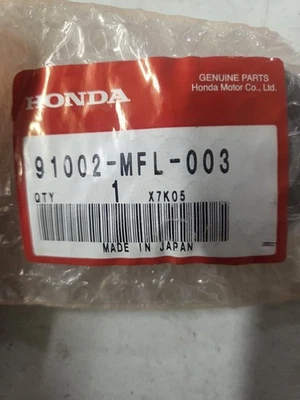 GENUINE PARTS
HONDA
Honda Motor Co., Ltd.
91002-MFL-003
QTY 1 X7K05
MADE IN JAPAN